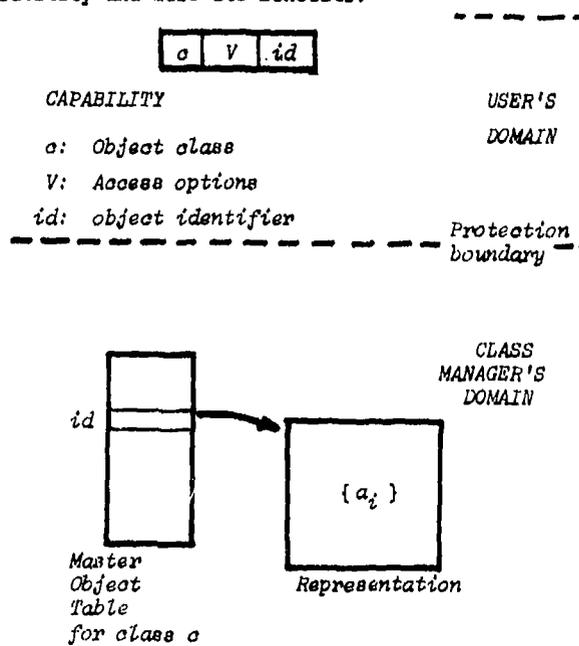 c V id
CAPABILITY
USER'S
DOMAIN
c: Object class
V: Access options
id: object identifier
Protection
boundary
CLASS
MANAGER'S
DOMAIN
id
{ a_i }
Master
Object
Table
for class c
Representation